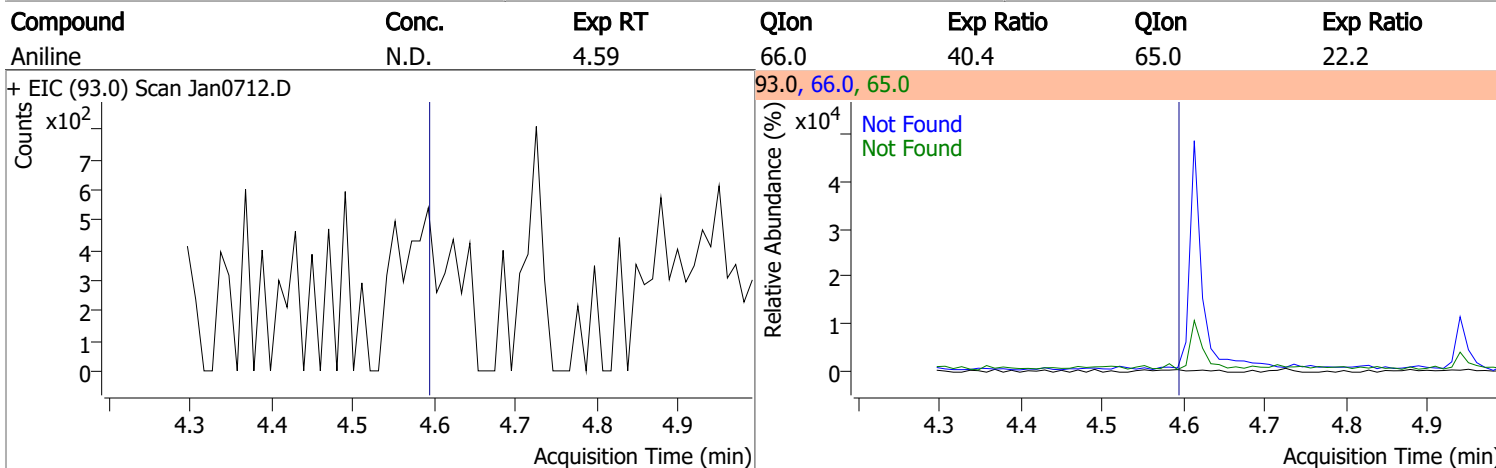 Compound Conc. Exp RT QIon Exp Ratio QIon Exp Ratio
Aniline N.D. 4.59 66.0 40.4 65.0 22.2
+ EIC (93.0) Scan Jan0712.D
Counts
x10²
7
6
5
4
3
2
1
0
4.3 4.4 4.5 4.6 4.7 4.8 4.9
Acquisition Time (min)
93.0, 66.0, 65.0
Relative Abundance (%)
x10⁴
Not Found
Not Found
4
3
2
1
0
4.3 4.4 4.5 4.6 4.7 4.8 4.9
Acquisition Time (min)